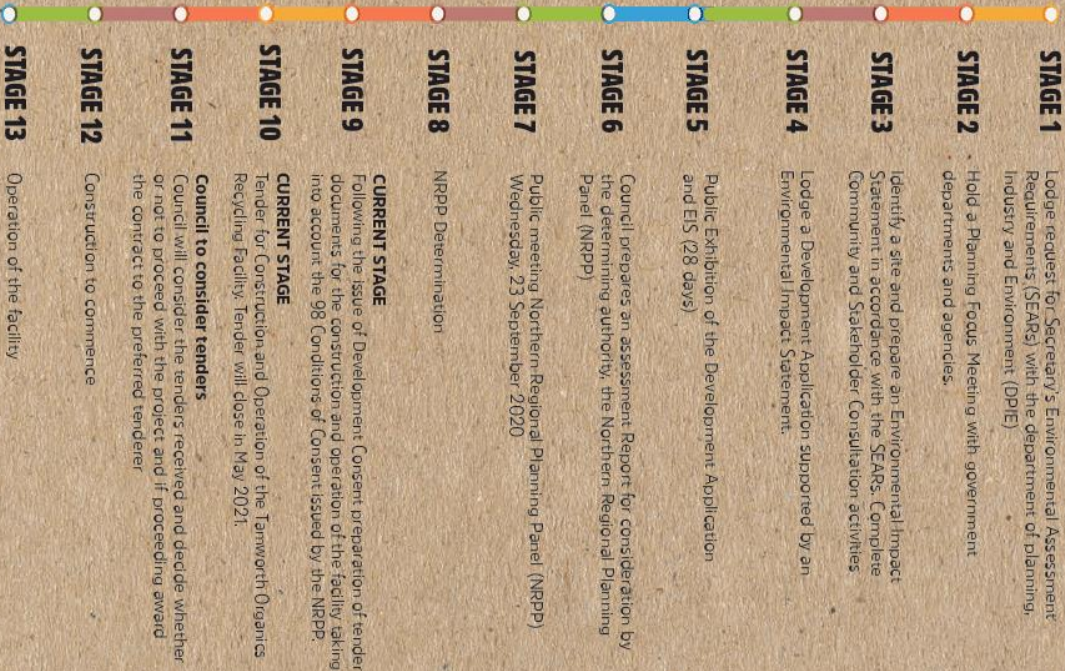 STAGE 1
Lodge request for Secretary's Environmental Assessment
Requirements (SEARs) with the department of planning,
Industry and Environment (DPIE)
STAGE 2
Hold a Planning Focus Meeting with government
departments and agencies.
STAGE 3
Identify a site and prepare an Environmental Impact
Statement in accordance with the SEARs. Complete
Community and Stakeholder Consultation activities
STAGE 4
Lodge a Development Application supported by an
Environmental Impact Statement.
STAGE 5
Public Exhibition of the Development Application
and EIS (28 days)
STAGE 6
Council prepares an assessment Report for consideration by
the determining authority, the Northern Regional Planning
Panel (NRPP)
STAGE 7
Public meeting Northern Regional Planning Panel (NRPP)
Wednesday, 23 September 2020
STAGE 8
NRPP Determination
STAGE 9
CURRENT STAGE
Following the issue of Development Consent preparation of tender
documents for the construction and operation of the facility taking
into account the 98 Conditions of Consent issued by the NRPP.
STAGE 10
CURRENT STAGE
Tender for Construction and Operation of the Tamworth Organics
Recycling Facility. Tender will close in May 2021.
STAGE 11
Council to consider tenders
Council will consider the tenders received and decide whether
or not to proceed with the project and if proceeding award
the contract to the preferred tenderer
STAGE 12
Construction to commence
STAGE 13
Operation of the facility